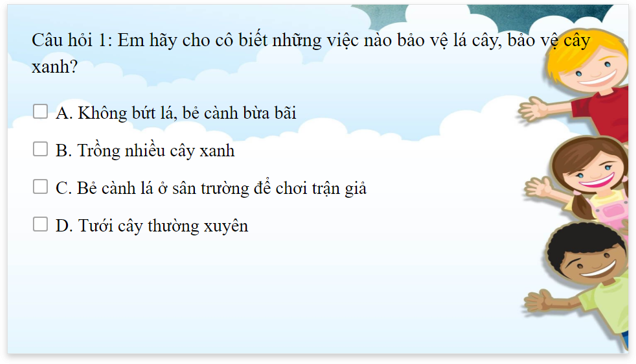 Câu hỏi 1: Em hãy cho cô biết những việc nào bảo vệ lá cây, bảo vệ cây
xanh?
A. Không bứt lá, bẻ cành bừa bãi
B. Trồng nhiều cây xanh
C. Bẻ cành lá ở sân trường để chơi trận giả
D. Tưới cây thường xuyên